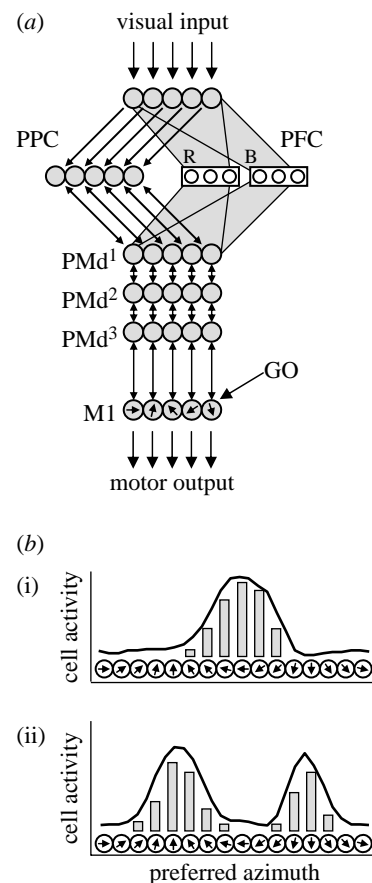 (a)
visual input
PPC
PFC
R
B
PMd1
PMd2
PMd3
GO
M1
motor output
(b)
(i)
cell activity
(ii)
cell activity
preferred azimuth